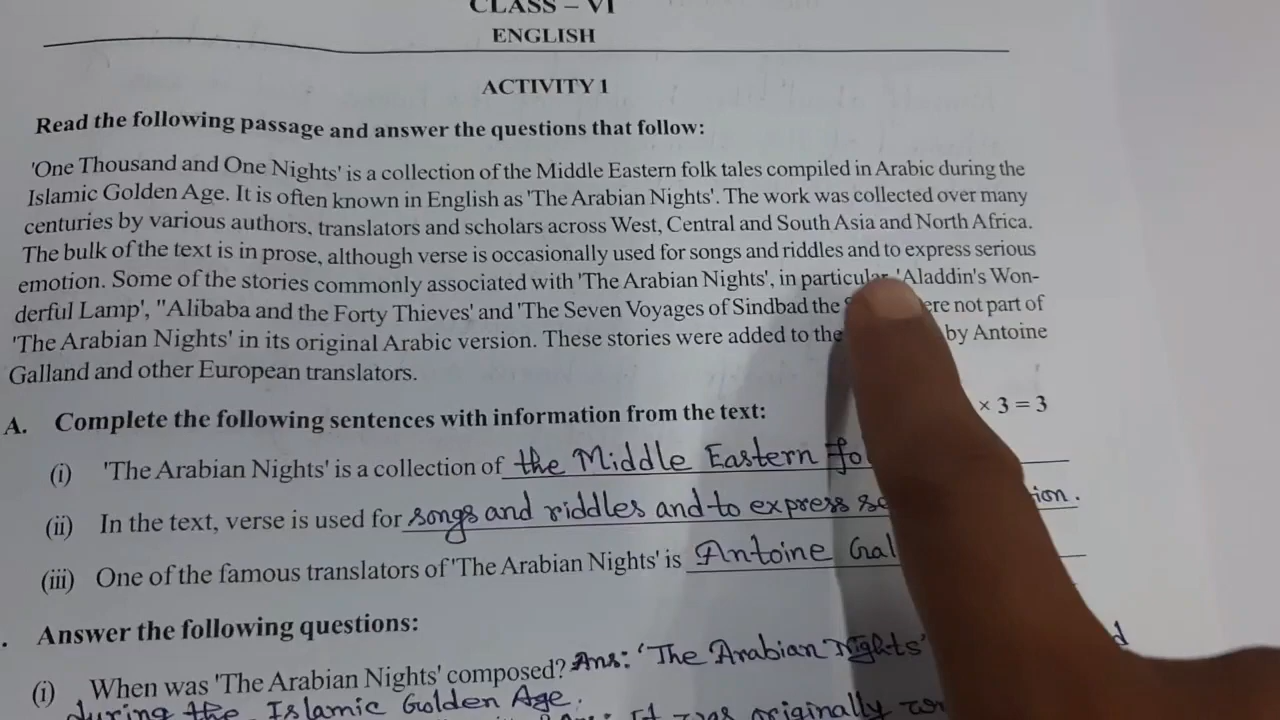 CLASS – VI
ENGLISH
ACTIVITY 1
Read the following passage and answer the questions that follow:
'One Thousand and One Nights' is a collection of the Middle Eastern folk tales compiled in Arabic during the
Islamic Golden Age. It is often known in English as 'The Arabian Nights'. The work was collected over many
centuries by various authors, translators and scholars across West, Central and South Asia and North Africa.
The bulk of the text is in prose, although verse is occasionally used for songs and riddles and to express serious
emotion. Some of the stories commonly associated with 'The Arabian Nights', in particular 'Aladdin's Won-
derful Lamp', "Alibaba and the Forty Thieves' and 'The Seven Voyages of Sindbad the not part of
'The Arabian Nights' in its original Arabic version. These stories were added to the by Antoine
Galland and other European translators.
A. Complete the following sentences with information from the text: × 3 = 3
(i) 'The Arabian Nights' is a collection of the Middle Eastern
(ii) In the text, verse is used for songs and riddles and to express
(iii) One of the famous translators of 'The Arabian Nights' is Antoine
Answer the following questions:
(i) When was 'The Arabian Nights' composed? Ans: 'The Arabian Nights'
during the Islamic Golden Age.
It was originally